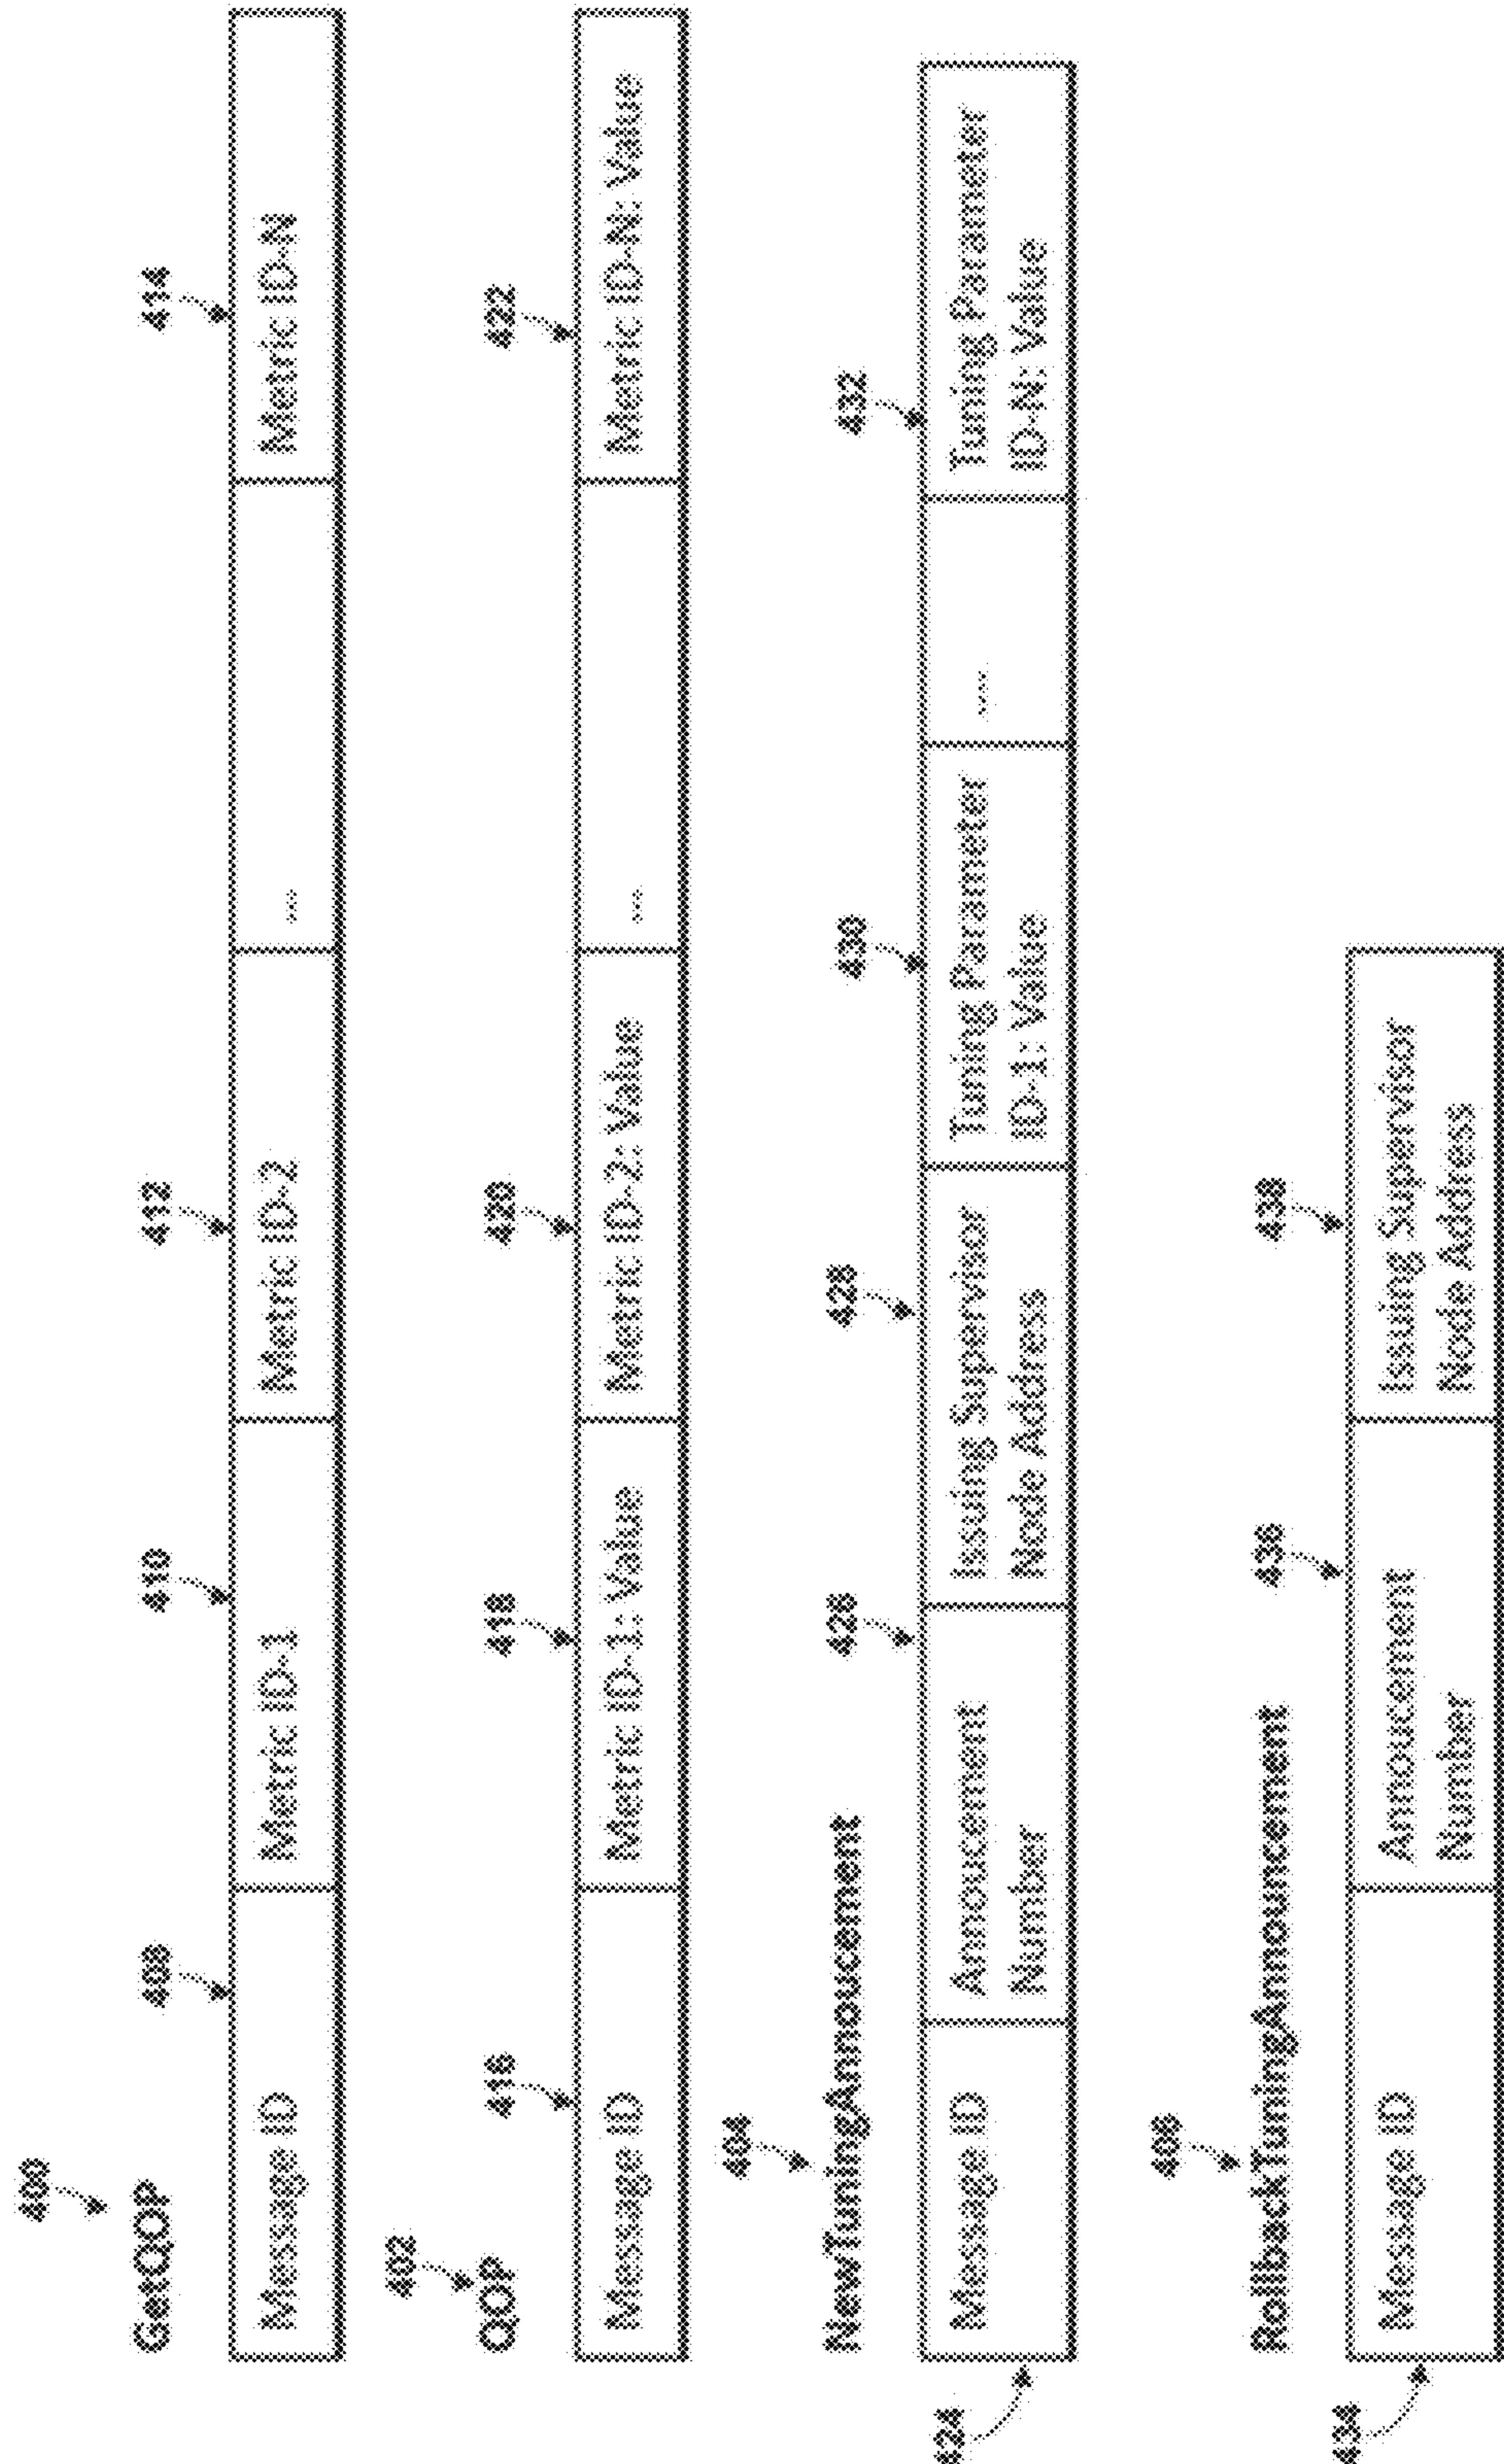 400
GetQOP
408
410
412
414
Message ID
Metric ID-1
Metric ID-2
...
Metric ID-N
402
QOP
416
418
420
422
Message ID
Metric ID-1: Value
Metric ID-2: Value
...
Metric ID-N: Value
404
NewTuningAnnoucement
426
428
430
432
424
Message ID
Annoucement
Number
Issuing Supervisor
Node Address
Tuning Parameter
ID-1: Value
....
Tuning Parameter
ID-N: Value
406
RollbackTuningAnnouncement
436
438
434
Message ID
Annoucement
Number
Issuing Supervisor
Node Address